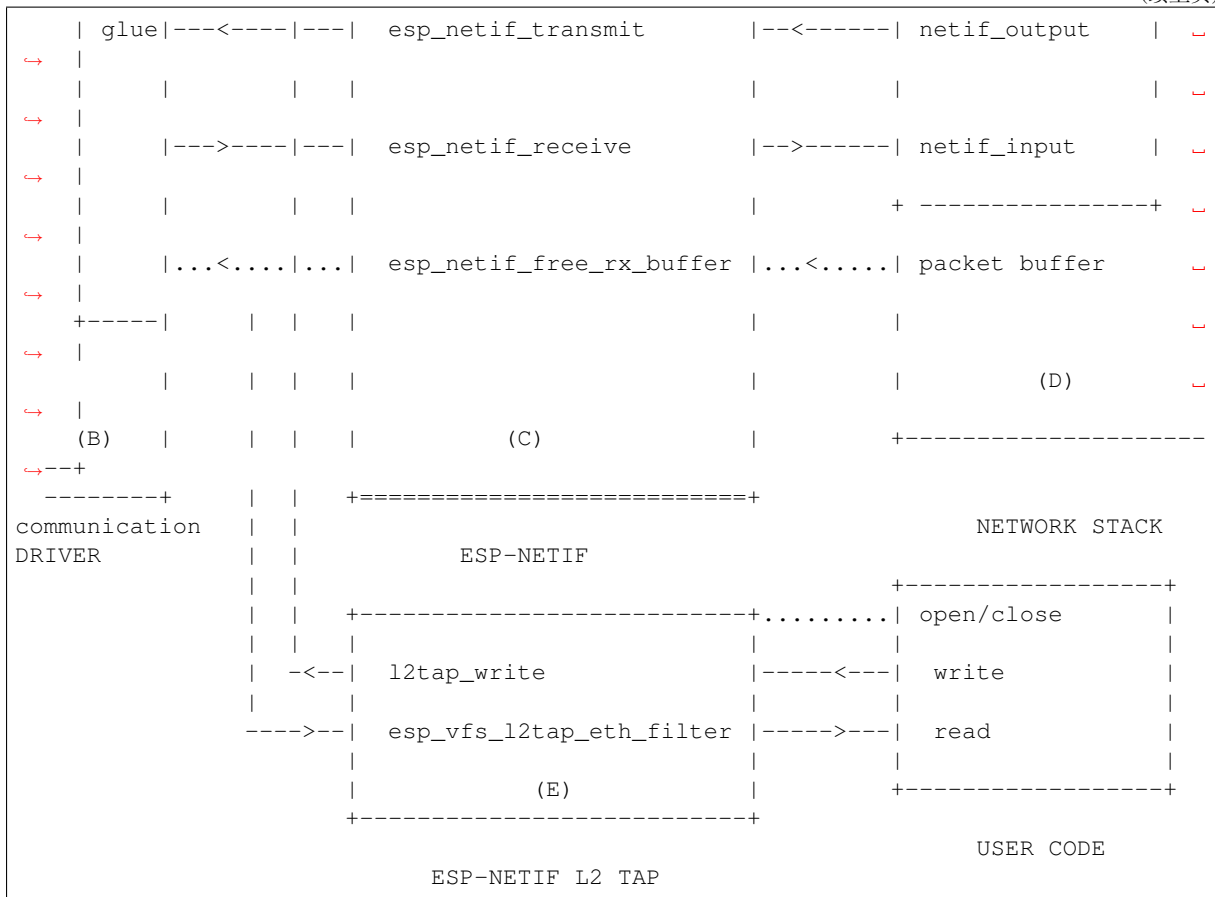 | glue|---<----|---|  esp_netif_transmit       |--<------| netif_output    |  ␣
↪   |
    |     |        |   |                           |         |                 |  ␣
↪   |
    |     |--->----|---|  esp_netif_receive        |-->------| netif_input     |  ␣
↪   |
    |     |        |   |                           |         + ----------------+  ␣
↪   |
    |     |...<....|...|  esp_netif_free_rx_buffer |...<.....| packet buffer      ␣
↪   |
    +-----|     |  |   |                           |         |                    ␣
↪   |
          |     |  |   |                           |         |         (D)        ␣
↪   |
    (B)   |     |  |   |          (C)              |         +---------------------
↪--+
  --------+     |  |   +===========================+
communication   |  |                                               NETWORK STACK
DRIVER          |  |           ESP-NETIF
                |  |                                         +------------------+
                |  |   +---------------------------+.........| open/close       |
                |  |   |                           |         |                  |
                |  -<--|  l2tap_write              |-----<---|  write           |
                |      |                           |         |                  |
                ---->--|  esp_vfs_l2tap_eth_filter |----->---|  read            |
                       |                           |         |                  |
                       |            (E)            |         +------------------+
                       +---------------------------+
                                                                   USER CODE
                             ESP-NETIF L2 TAP